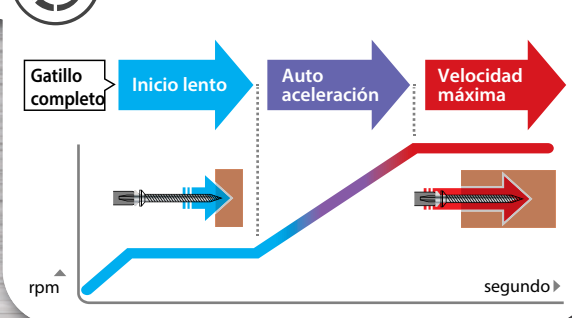 Gatillo
completo
Inicio lento
Auto
aceleración
Velocidad
máxima
rpm
segundo